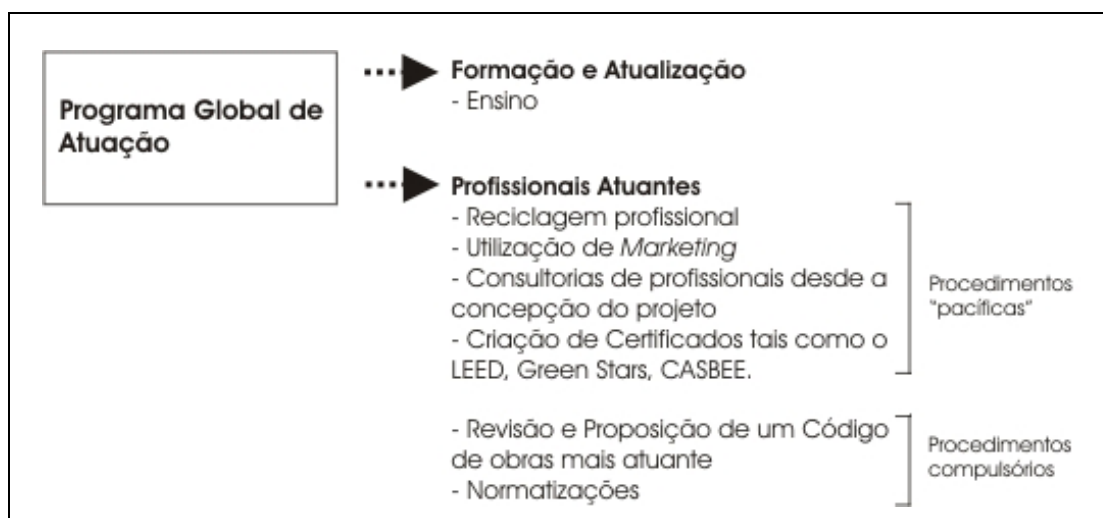 Programa Global de
Atuação
Formação e Atualização
- Ensino
Profissionais Atuantes
- Reciclagem profissional
- Utilização de Marketing
- Consultorias de profissionais desde a
concepção do projeto
- Criação de Certificados tais como o
LEED, Green Stars, CASBEE.
Procedimentos
"pacíficas"
- Revisão e Proposição de um Código
de obras mais atuante
- Normatizações
Procedimentos
compulsórios